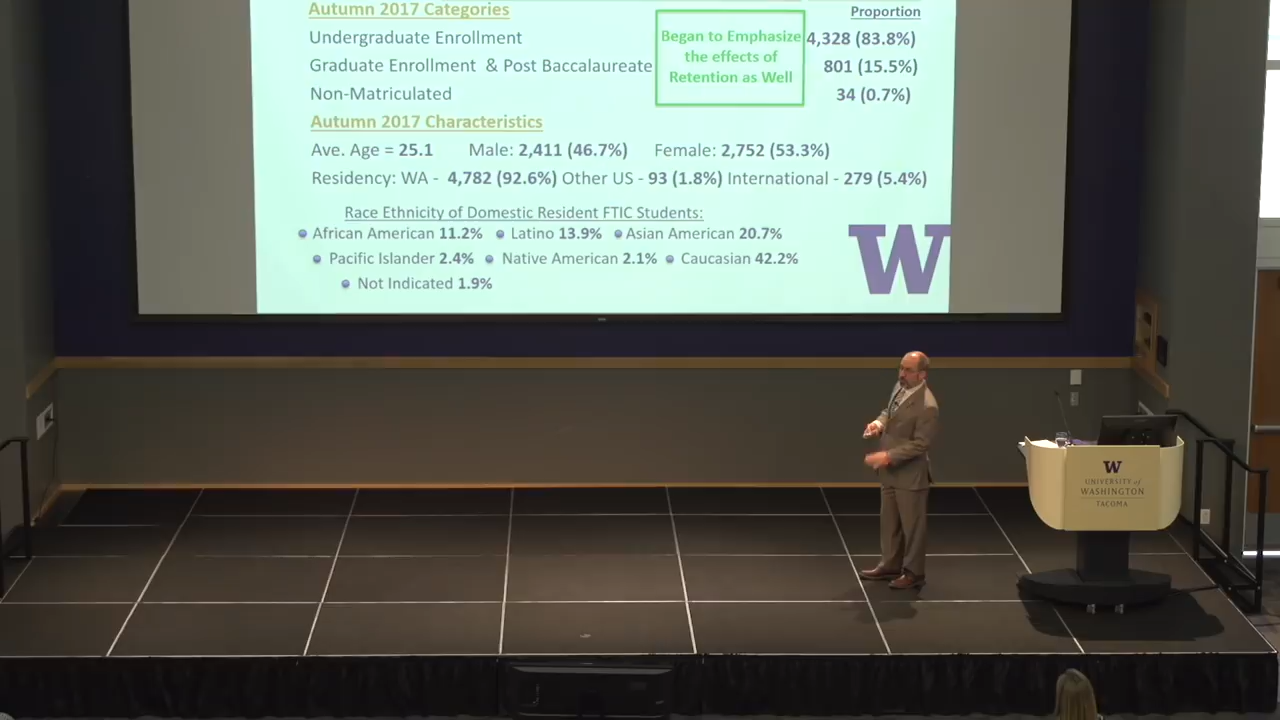 Autumn 2017 Categories
Proportion
Undergraduate Enrollment
4,328 (83.8%)
Graduate Enrollment & Post Baccalaureate
801 (15.5%)
Non-Matriculated
34 (0.7%)
Began to Emphasize
the effects of
Retention as Well
Autumn 2017 Characteristics
Ave. Age = 25.1 Male: 2,411 (46.7%) Female: 2,752 (53.3%)
Residency: WA - 4,782 (92.6%) Other US - 93 (1.8%) International - 279 (5.4%)
Race Ethnicity of Domestic Resident FTIC Students:
African American 11.2% Latino 13.9% Asian American 20.7%
Pacific Islander 2.4% Native American 2.1% Caucasian 42.2%
Not Indicated 1.9%
W
W
UNIVERSITY of
WASHINGTON
TACOMA